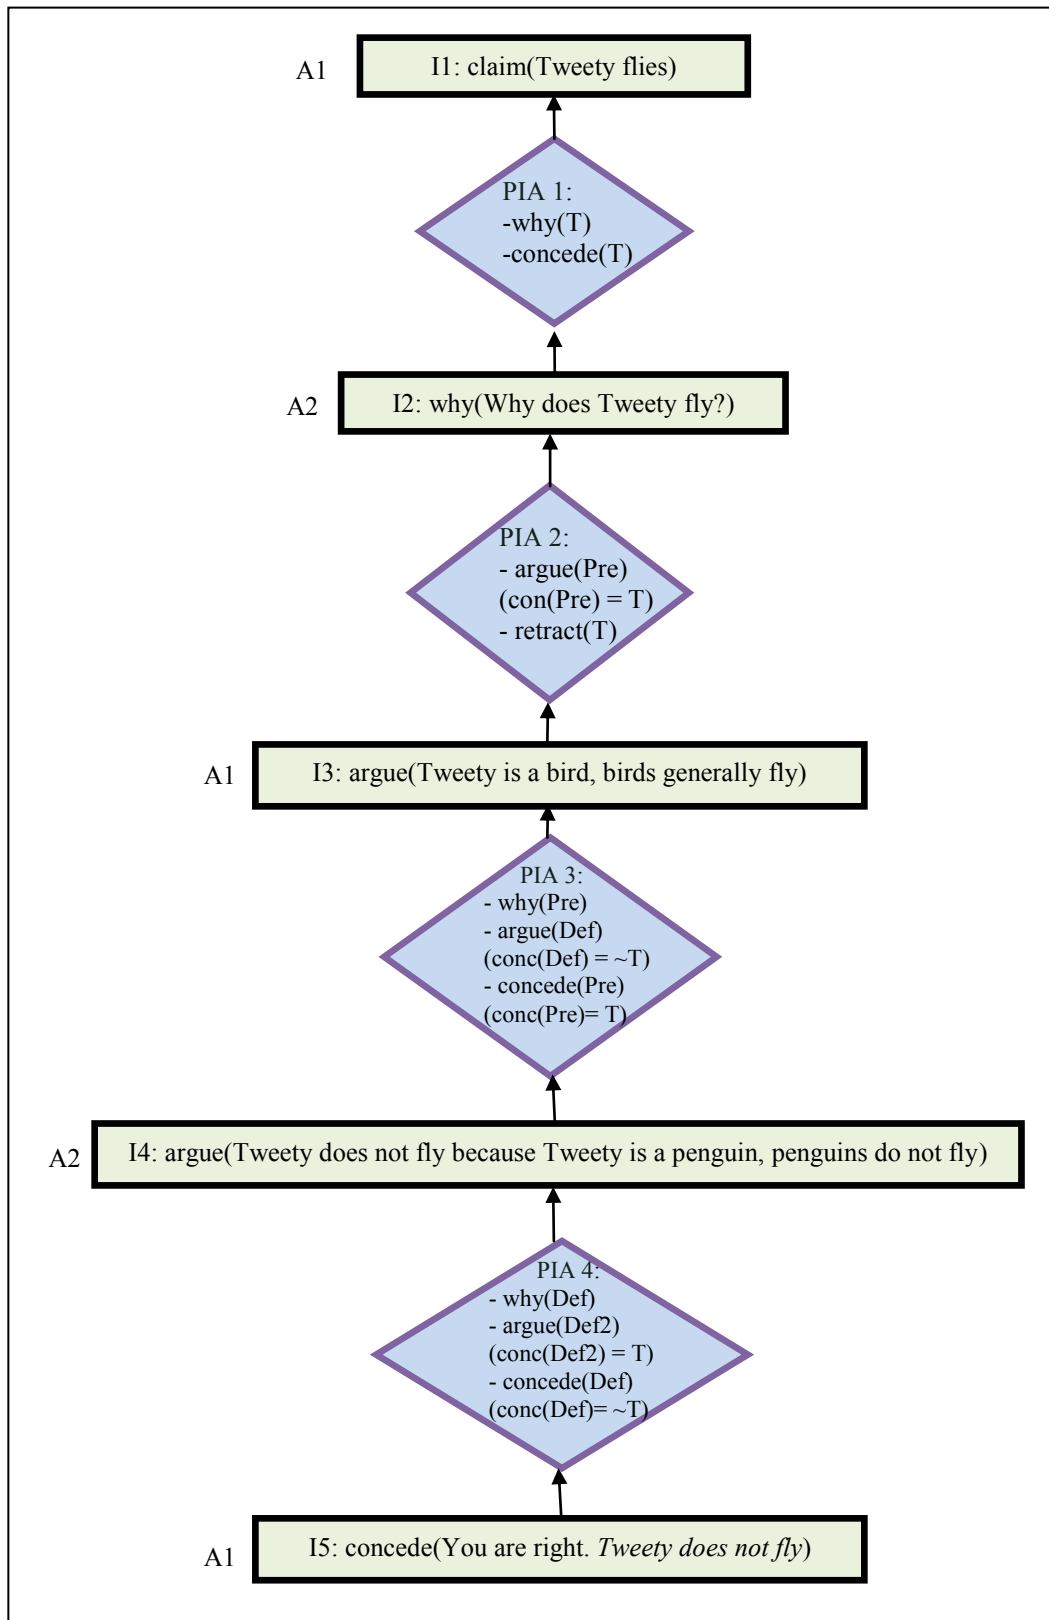 A1
I1: claim(Tweety flies)
PIA 1:
-why(T)
-concede(T)
A2
I2: why(Why does Tweety fly?)
PIA 2:
- argue(Pre)
(con(Pre) = T)
- retract(T)
A1
I3: argue(Tweety is a bird, birds generally fly)
PIA 3:
- why(Pre)
- argue(Def)
(conc(Def) = ~T)
- concede(Pre)
(conc(Pre)= T)
A2
I4: argue(Tweety does not fly because Tweety is a penguin, penguins do not fly)
PIA 4:
- why(Def)
- argue(Def2)
(conc(Def2) = T)
- concede(Def)
(conc(Def)= ~T)
A1
I5: concede(You are right. Tweety does not fly)